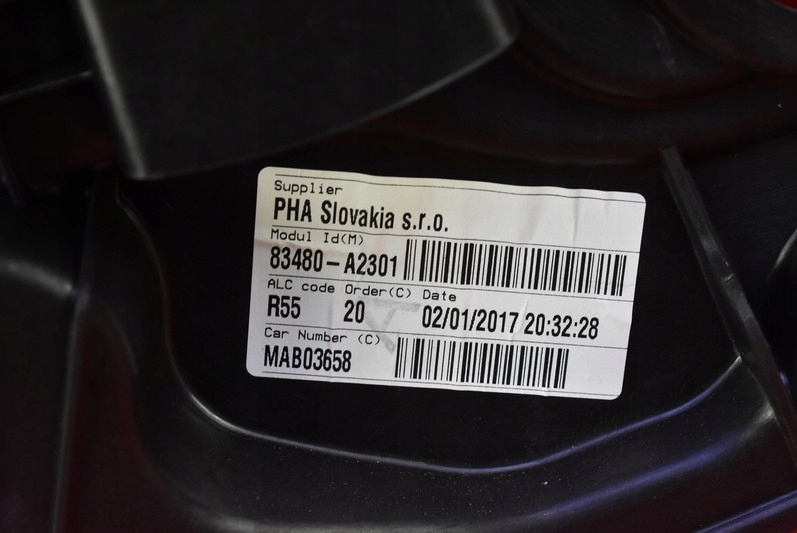 Supplier
PHA Slovakia s.r.o.
Modul Id(M)
83480-A2301
ALC code Order(C) Date
R55 20 02/01/2017 20:32:28
Car Number (C)
MAB03658